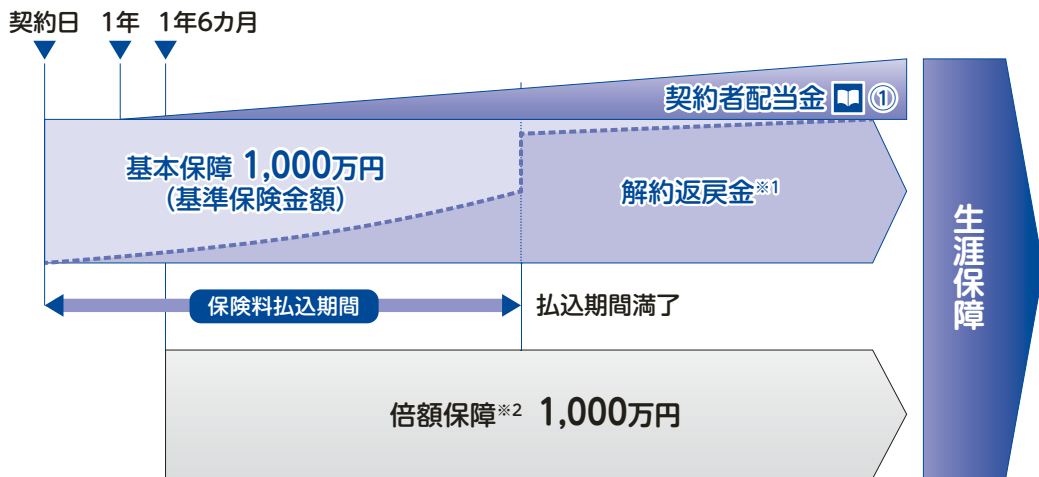 契約日 1年 1年6カ月
契約者配当金 ①
基本保障 1,000万円
(基準保険金額)
解約返戻金※1
保険料払込期間
払込期間満了
倍額保障※2 1,000万円
生涯保障